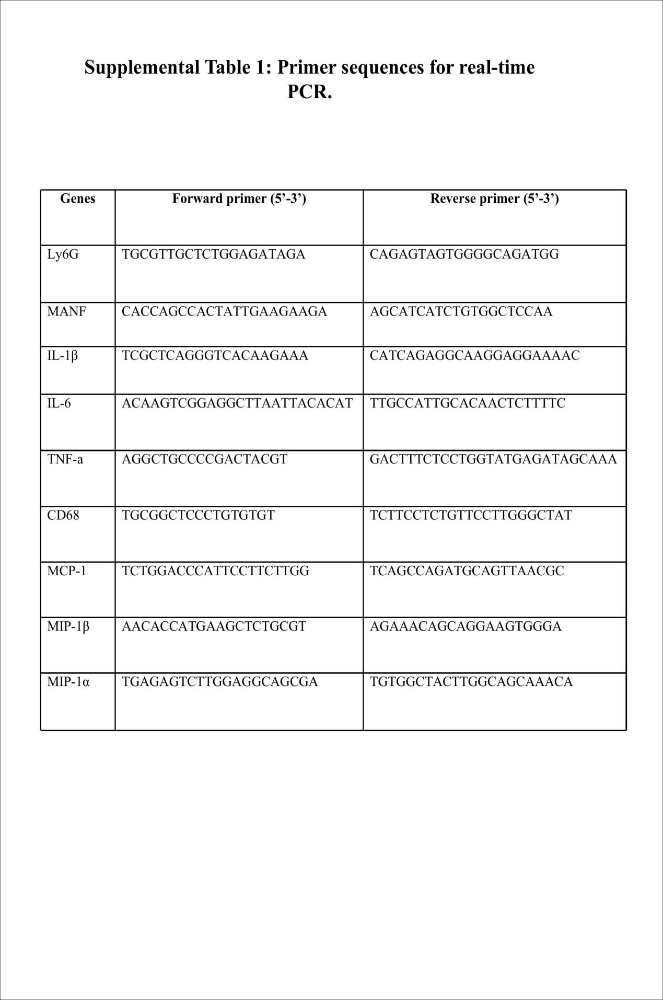 Supplemental Table 1: Primer sequences for real-time
PCR.
Genes Forward primer (5’-3’) Reverse primer (5’-3’)
Ly6G TGCGTTGCTCTGGAGATAGA CAGAGTAGTGGGGCAGATGG
MANF CACCAGCCACTATTGAAGAAGA AGCATCATCTGTGGCTCCAA
IL-1β TCGCTCAGGGTCACAAGAAA CATCAGAGGCAAGGAGGAAAAC
IL-6 ACAAGTCGGAGGCTTAATTACACAT TTGCCATTGCACAACTCTTTTC
TNF-a AGGCTGCCCCGACTACGT GACTTTCTCCTGGTATGAGATAGCAAA
CD68 TGCGGCTCCCTGTGTGT TCTTCCTCTGTTCCTTGGGCTAT
MCP-1 TCTGGACCCATTCCTTCTTGG TCAGCCAGATGCAGTTAACGC
MIP-1β AACACCATGAAGCTCTGCGT AGAAACAGCAGGAAGTGGGA
MIP-1α TGAGAGTCTTGGAGGCAGCGA TGTGGCTACTTGGCAGCAAACA